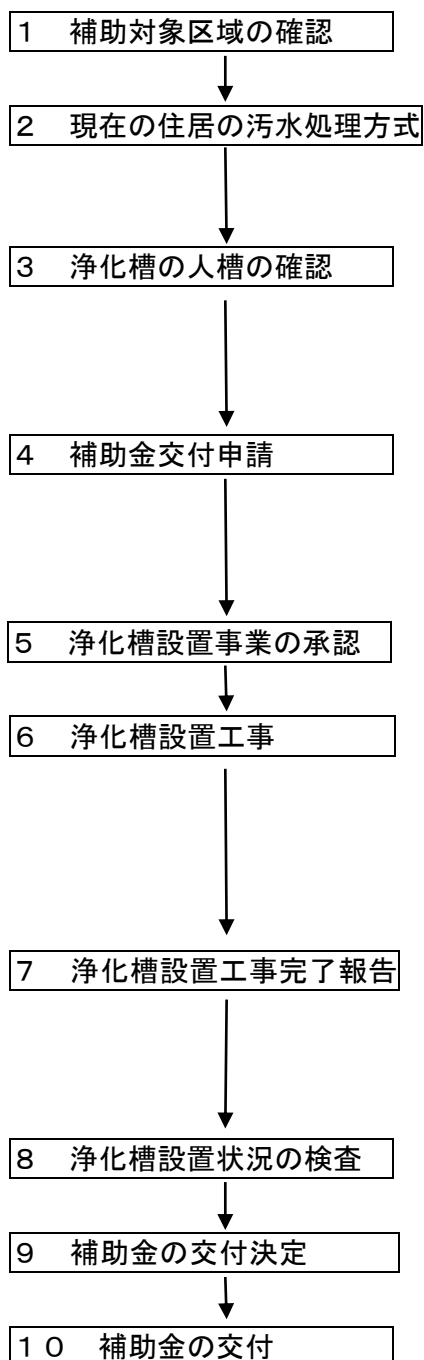 １　補助対象区域の確認
２　現在の住居の汚水処理方式
３　浄化槽の人槽の確認
４　補助金交付申請
５　浄化槽設置事業の承認
６　浄化槽設置工事
７　浄化槽設置工事完了報告
８　浄化槽設置状況の検査
９　補助金の交付決定
１０　補助金の交付